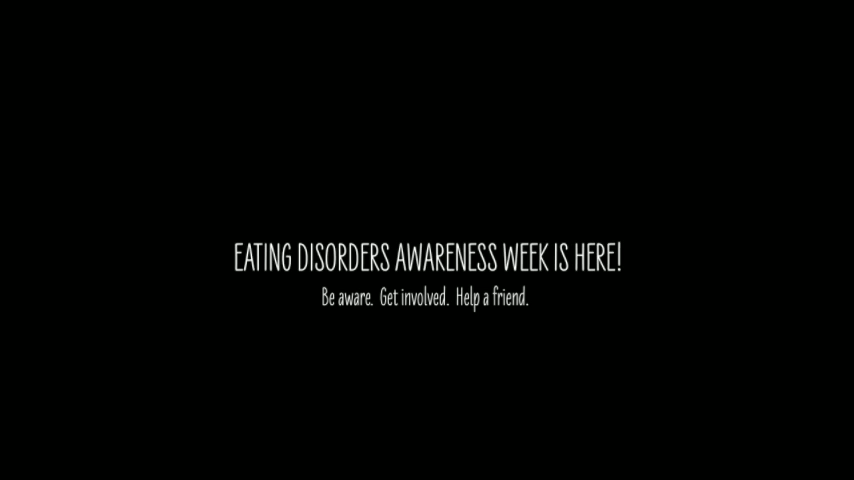 EATING DISORDERS AWARENESS WEEK IS HERE!
Be aware. Get involved. Help a friend.